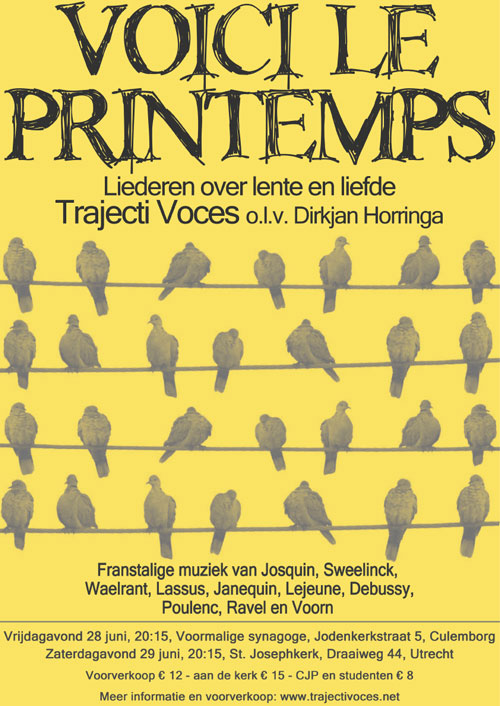 VOICI LE
PRINTEMPS
Liederen over lente en liefde
Trajecti Voces o.l.v. Dirkjan Horringa
Franstalige muziek van Josquin, Sweelinck,
Waelrant, Lassus, Janequin, Lejeune, Debussy,
Poulenc, Ravel en Voorn
Vrijdagavond 28 juni, 20:15, Voormalige synagoge, Jodenkerkstraat 5, Culemborg
Zaterdagavond 29 juni, 20:15, St. Josephkerk, Draaiweg 44, Utrecht
Voorverkoop € 12 - aan de kerk € 15 - CJP en studenten € 8
Meer informatie en voorverkoop: www.trajectivoces.net